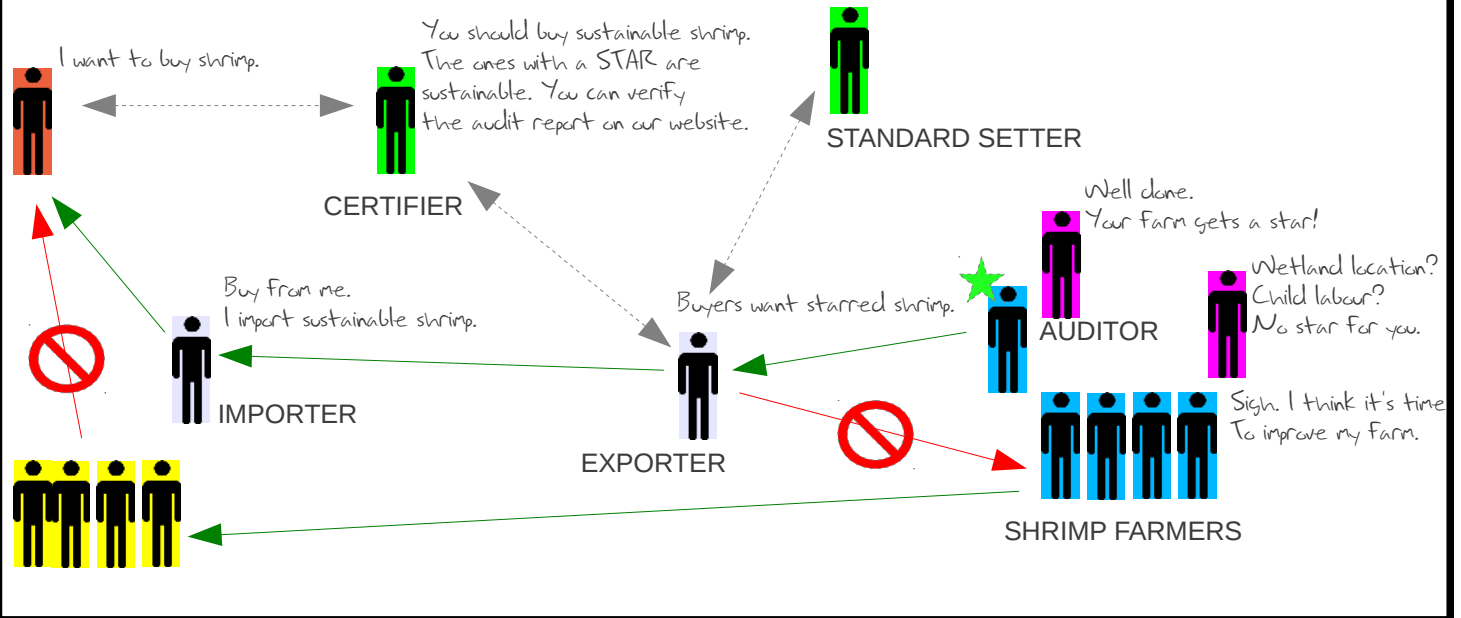 I want to buy shrimp.
You should buy sustainable shrimp.
The ones with a STAR are
sustainable. You can verify
the audit report on our website.
CERTIFIER
STANDARD SETTER
Well done.
Your farm gets a star!
Wetland location?
Child labour?
No star for you.
AUDITOR
Buy from me.
I import sustainable shrimp.
IMPORTER
Buyers want starred shrimp.
EXPORTER
Sigh. I think it's time
To improve my farm.
SHRIMP FARMERS